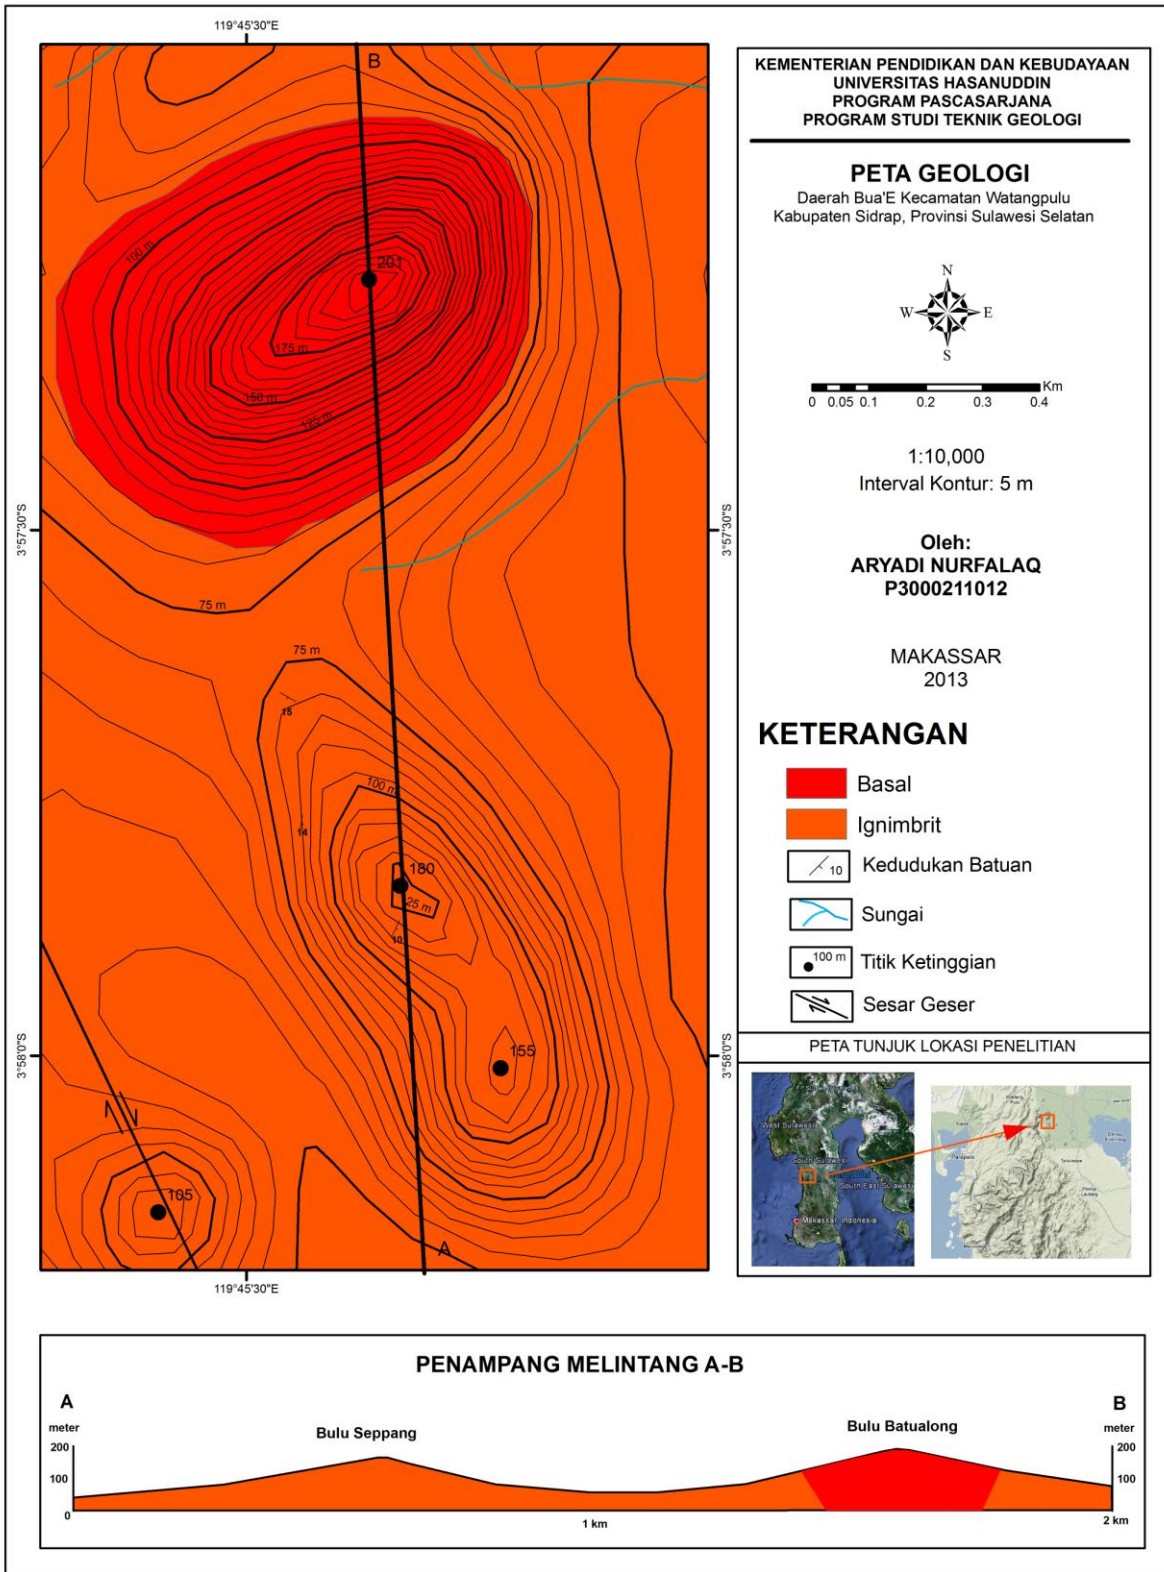 119°45'30"E
B
201
100 m
175 m
150 m
125 m
3°57'30"S
3°57'30"S
75 m
75 m
15
100 m
14
180
25 m
10
155
3°58'0"S
3°58'0"S
105
A
119°45'30"E
KEMENTERIAN PENDIDIKAN DAN KEBUDAYAAN
UNIVERSITAS HASANUDDIN
PROGRAM PASCASARJANA
PROGRAM STUDI TEKNIK GEOLOGI
PETA GEOLOGI
Daerah Bua'E Kecamatan Watangpulu
Kabupaten Sidrap, Provinsi Sulawesi Selatan
N
W E
S
Km
0 0.05 0.1 0.2 0.3 0.4
1:10,000
Interval Kontur: 5 m
Oleh:
ARYADI NURFALAQ
P3000211012
MAKASSAR
2013
KETERANGAN
Basal
Ignimbrit
10 Kedudukan Batuan
Sungai
100 m Titik Ketinggian
Sesar Geser
PETA TUNJUK LOKASI PENELITIAN
West Sulawesi
South Sulawesi
South East Sulawesi
Makassar, Indonesia
PENAMPANG MELINTANG A-B
A B
meter meter
Bulu Seppang Bulu Batualong
200 200
100 100
0 1 km 2 km